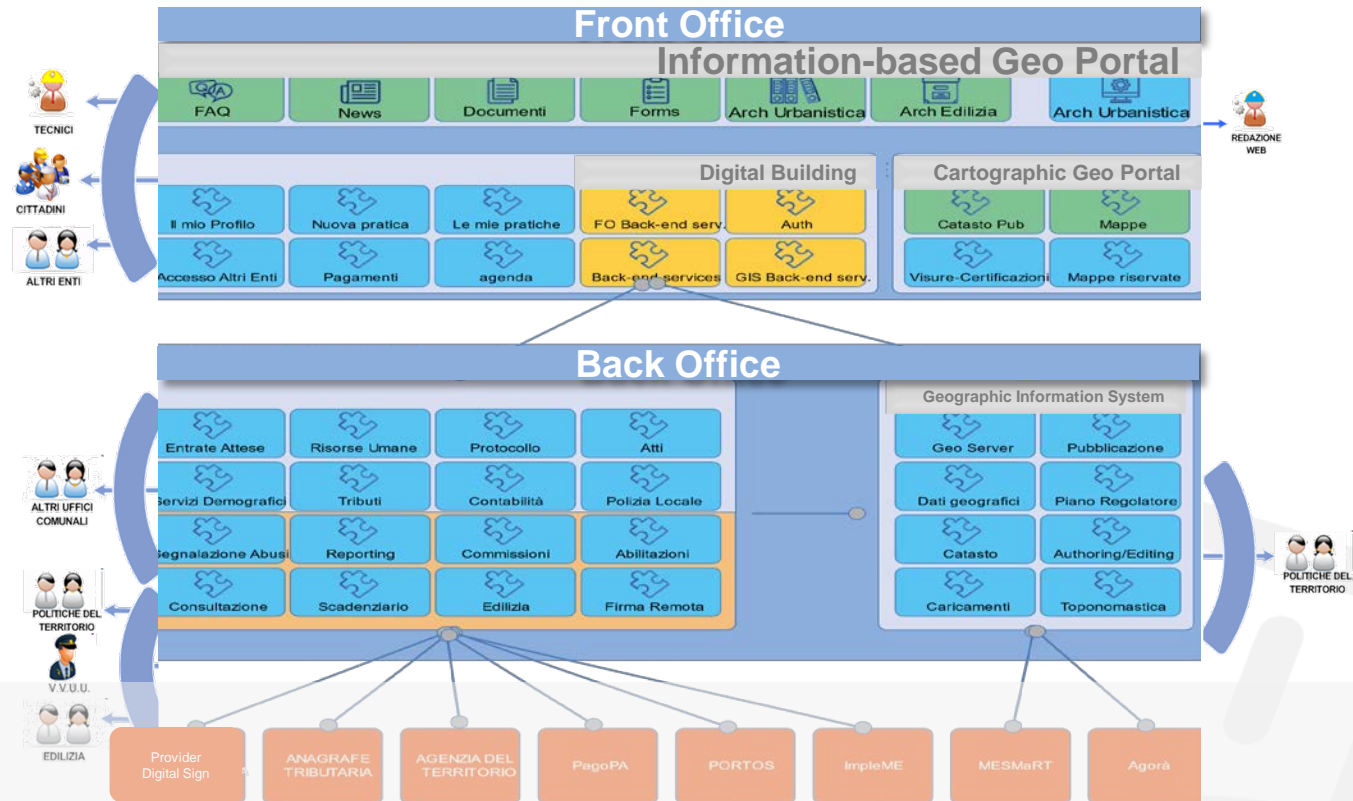 Front Office
Information-based Geo Portal
FAQ
News
Documenti
Forms
Arch Urbanistica
Arch Edilizia
Arch Urbanistica
TECNICI
REDAZIONE
WEB
CITTADINI
ALTRI ENTI
Digital Building
Cartographic Geo Portal
Il mio Profilo
Nuova pratica
Le mie pratiche
FO Back-end serv.
Auth
Catasto Pub
Mappe
Accesso Altri Enti
Pagamenti
agenda
Back-end services
GIS Back-end serv.
Visure-Certificazioni
Mappe riservate
Back Office
Geographic Information System
Entrate Attese
Risorse Umane
Protocollo
Atti
Geo Server
Pubblicazione
Servizi Demografici
Tributi
Contabilità
Polizia Locale
Dati geografici
Piano Regolatore
Segnalazione Abusi
Reporting
Commissioni
Abilitazioni
Catasto
Authoring/Editing
Consultazione
Scadenziario
Edilizia
Firma Remota
Caricamenti
Toponomastica
ALTRI UFFICI
COMUNALI
POLITICHE DEL
TERRITORIO
V.V.U.U.
EDILIZIA
POLITICHE DEL
TERRITORIO
Provider
Digital Sign
ANAGRAFE
TRIBUTARIA
AGENZIA DEL
TERRITORIO
PagoPA
PORTOS
ImpleME
MESMaRT
Agorà